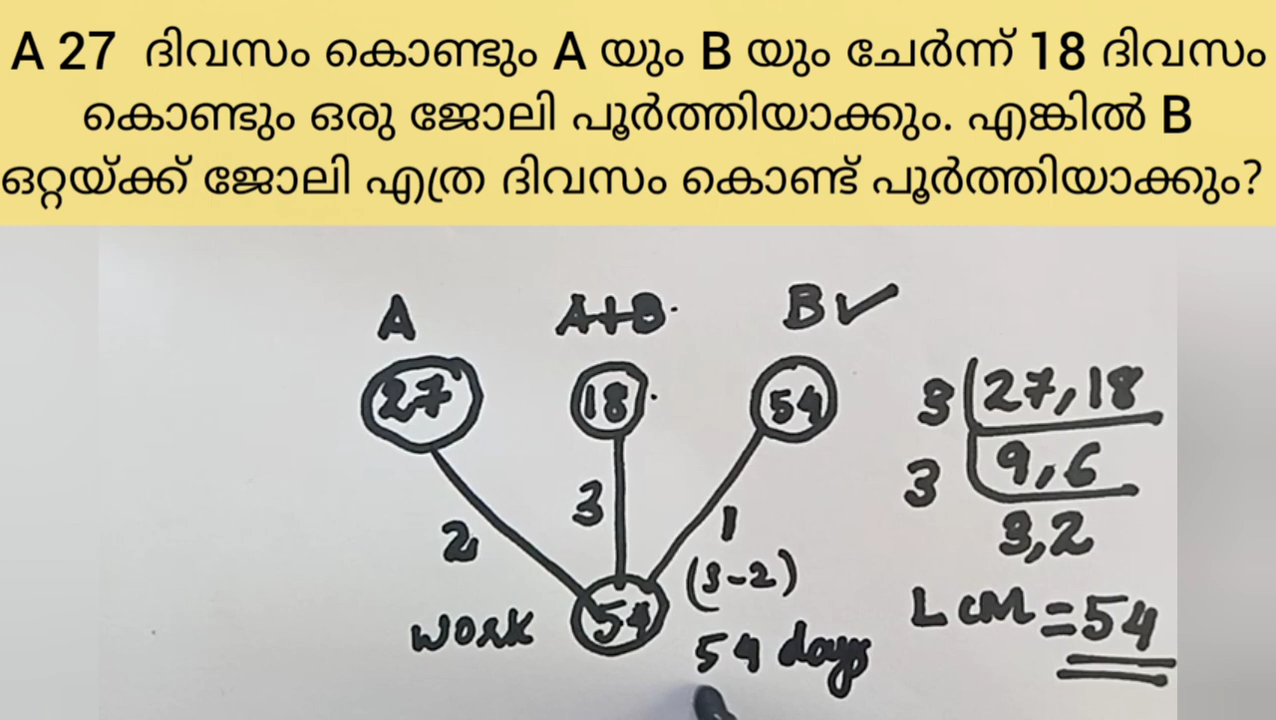 A 27 ദിവസം കൊണ്ടും A യും B യും ചേർന്ന് 18 ദിവസം
കൊണ്ടും ഒരു ജോലി പൂർത്തിയാക്കും. എങ്കിൽ B
ഒറ്റയ്ക്ക് ജോലി എത്ര ദിവസം കൊണ്ട് പൂർത്തിയാക്കും?
A A+B B ✓
27 18 54
3 27, 18
3 9, 6
3, 2
2 3 1
(3-2)
work 54
54 days
LCM = 54